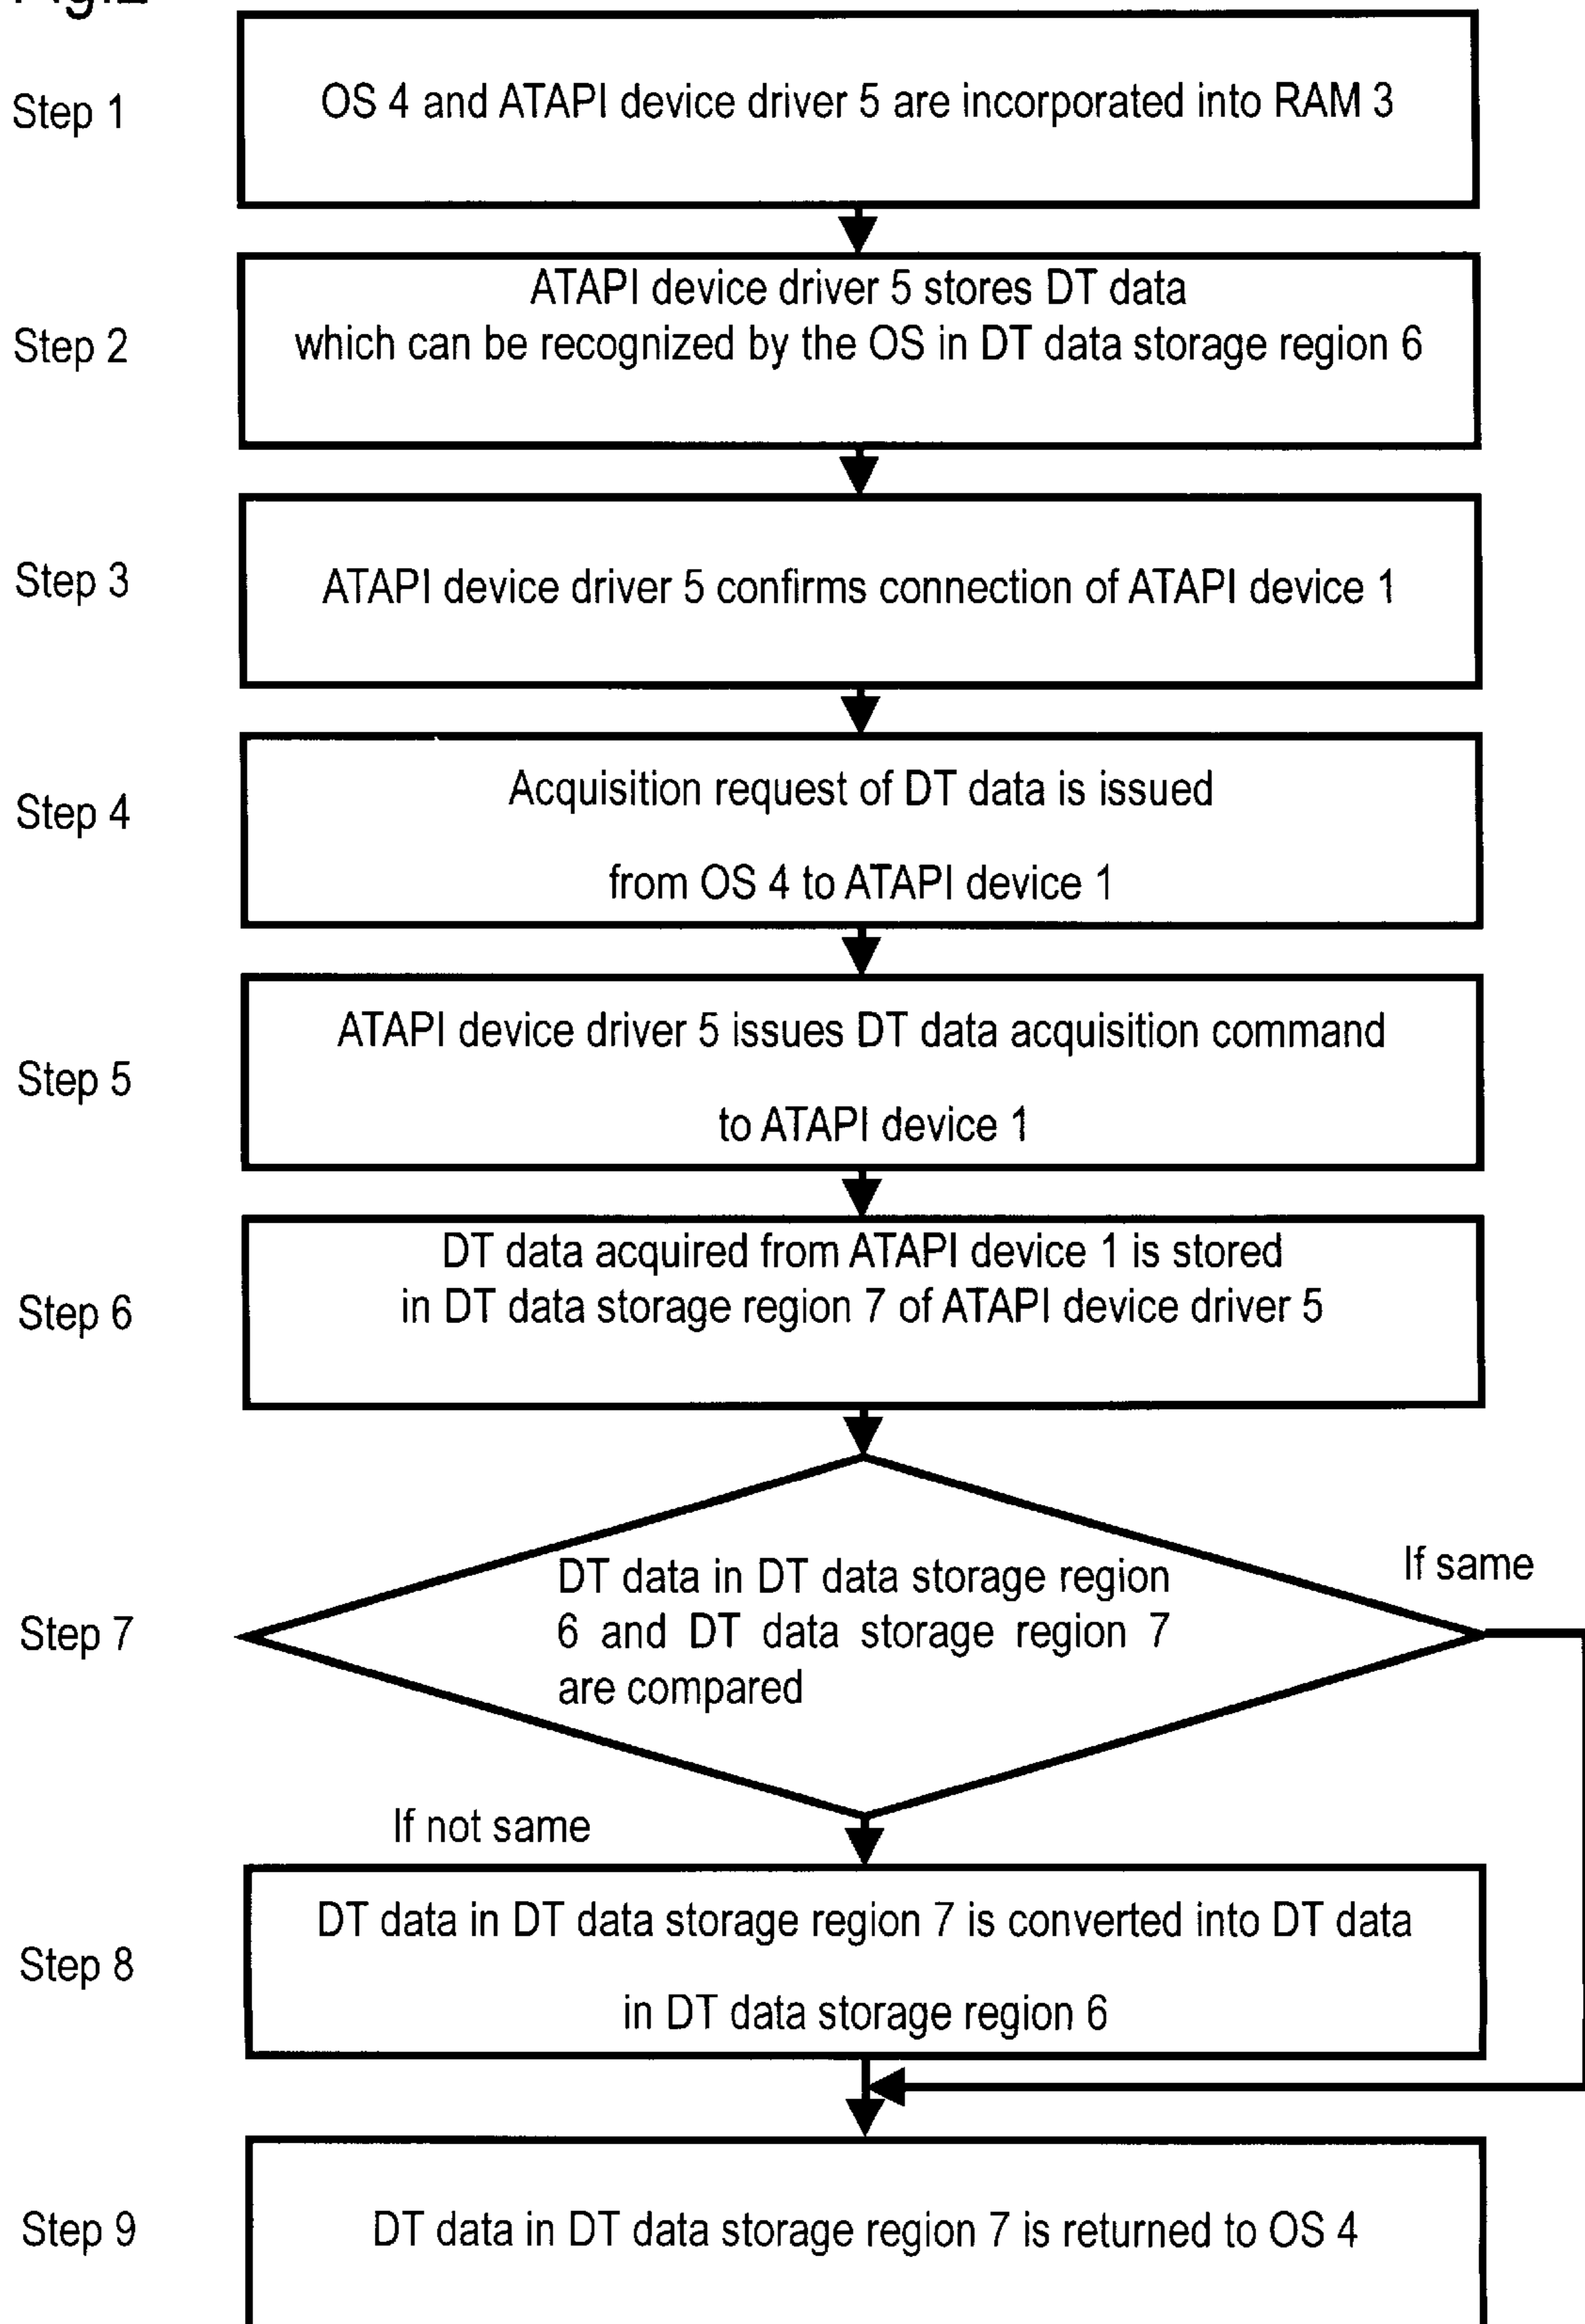 Fig.2
Step 1
OS 4 and ATAPI device driver 5 are incorporated into RAM 3
Step 2
ATAPI device driver 5 stores DT data
which can be recognized by the OS in DT data storage region 6
Step 3
ATAPI device driver 5 confirms connection of ATAPI device 1
Step 4
Acquisition request of DT data is issued
from OS 4 to ATAPI device 1
Step 5
ATAPI device driver 5 issues DT data acquisition command
to ATAPI device 1
Step 6
DT data acquired from ATAPI device 1 is stored
in DT data storage region 7 of ATAPI device driver 5
Step 7
DT data in DT data storage region
6 and DT data storage region 7
are compared
If same
If not same
Step 8
DT data in DT data storage region 7 is converted into DT data
in DT data storage region 6
Step 9
DT data in DT data storage region 7 is returned to OS 4